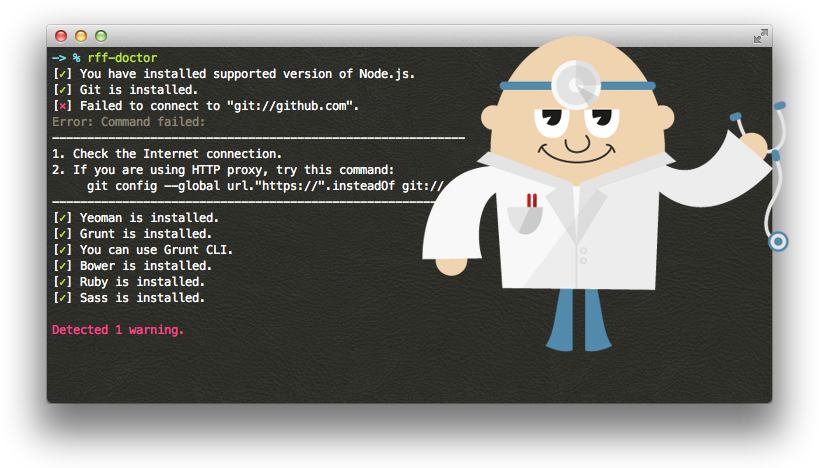 —> % rff-doctor
[✓] You have installed supported version of Node.js.
[✓] Git is installed.
[×] Failed to connect to "git://github.com".
Error: Command failed:
1. Check the Internet connection.
2. If you are using HTTP proxy, try this command:
git config --global url."https://".insteadOf git://
[✓] Yeoman is installed.
[✓] Grunt is installed.
[✓] You can use Grunt CLI.
[✓] Bower is installed.
[✓] Ruby is installed.
[✓] Sass is installed.
Detected 1 warning.